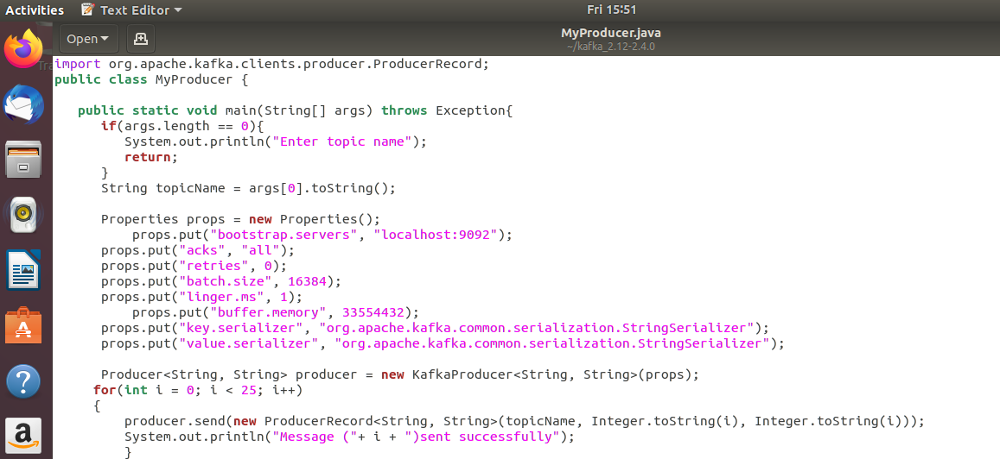 Activities Text Editor Fri 15:51
Open MyProducer.java
~/kafka_2.12-2.4.0
import org.apache.kafka.clients.producer.ProducerRecord;
public class MyProducer {
public static void main(String[] args) throws Exception{
if(args.length == 0){
System.out.println("Enter topic name");
return;
}
String topicName = args[0].toString();
Properties props = new Properties();
props.put("bootstrap.servers", "localhost:9092");
props.put("acks", "all");
props.put("retries", 0);
props.put("batch.size", 16384);
props.put("linger.ms", 1);
props.put("buffer.memory", 33554432);
props.put("key.serializer", "org.apache.kafka.common.serialization.StringSerializer");
props.put("value.serializer", "org.apache.kafka.common.serialization.StringSerializer");
Producer<String, String> producer = new KafkaProducer<String, String>(props);
for(int i = 0; i < 25; i++)
{
producer.send(new ProducerRecord<String, String>(topicName, Integer.toString(i), Integer.toString(i)));
System.out.println("Message ("+ i + ")sent successfully");
}